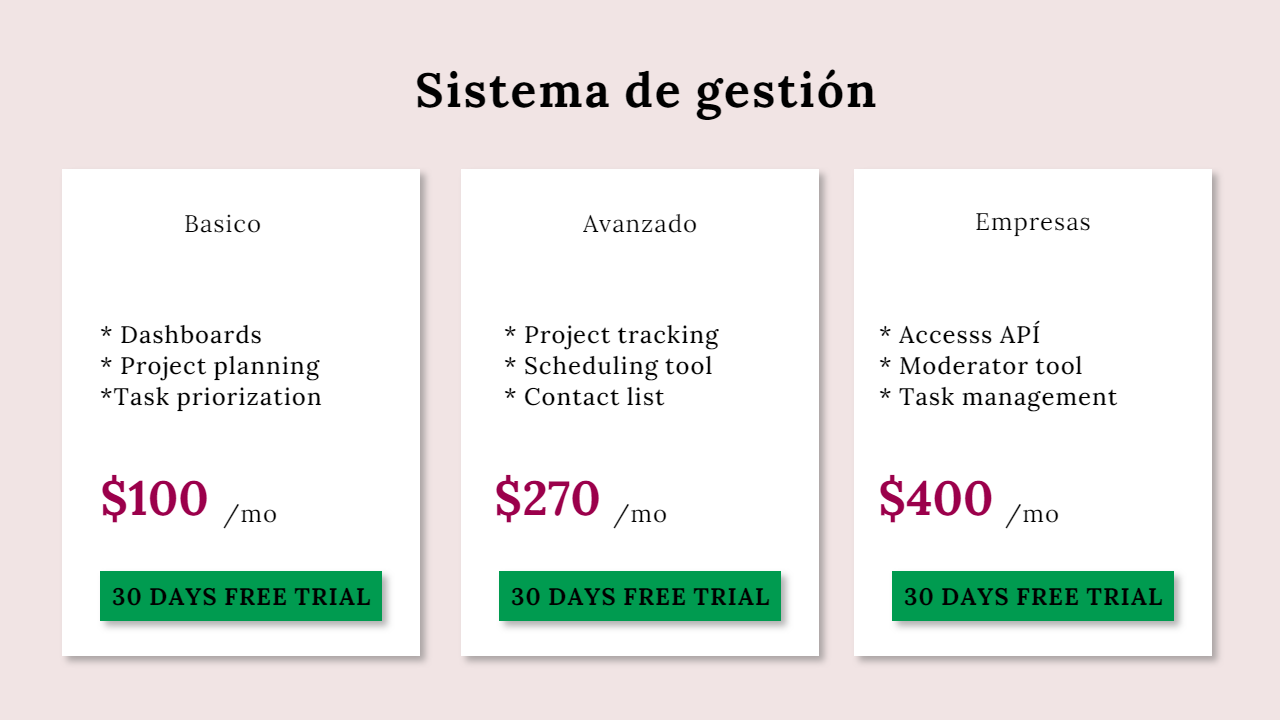 Sistema de gestión
Basico
* Dashboards
* Project planning
*Task priorization
$100 /mo
30 DAYS FREE TRIAL
Avanzado
* Project tracking
* Scheduling tool
* Contact list
$270 /mo
30 DAYS FREE TRIAL
Empresas
* Accesss APÍ
* Moderator tool
* Task management
$400 /mo
30 DAYS FREE TRIAL